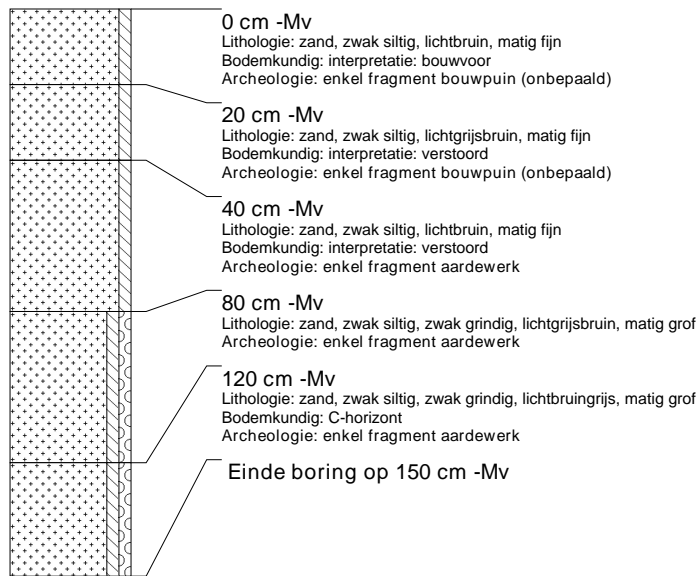 0 cm -Mv
Lithologie: zand, zwak siltig, lichtbruin, matig fijn
Bodemkundig: interpretatie: bouwvoor
Archeologie: enkel fragment bouwpuin (onbepaald)
20 cm -Mv
Lithologie: zand, zwak siltig, lichtgrijsbruin, matig fijn
Bodemkundig: interpretatie: verstoord
Archeologie: enkel fragment bouwpuin (onbepaald)
40 cm -Mv
Lithologie: zand, zwak siltig, lichtbruin, matig fijn
Bodemkundig: interpretatie: verstoord
Archeologie: enkel fragment aardewerk
80 cm -Mv
Lithologie: zand, zwak siltig, zwak grindig, lichtgrijsbruin, matig grof
Archeologie: enkel fragment aardewerk
120 cm -Mv
Lithologie: zand, zwak siltig, zwak grindig, lichtbruingrijs, matig grof
Bodemkundig: C-horizont
Archeologie: enkel fragment aardewerk
Einde boring op 150 cm -Mv